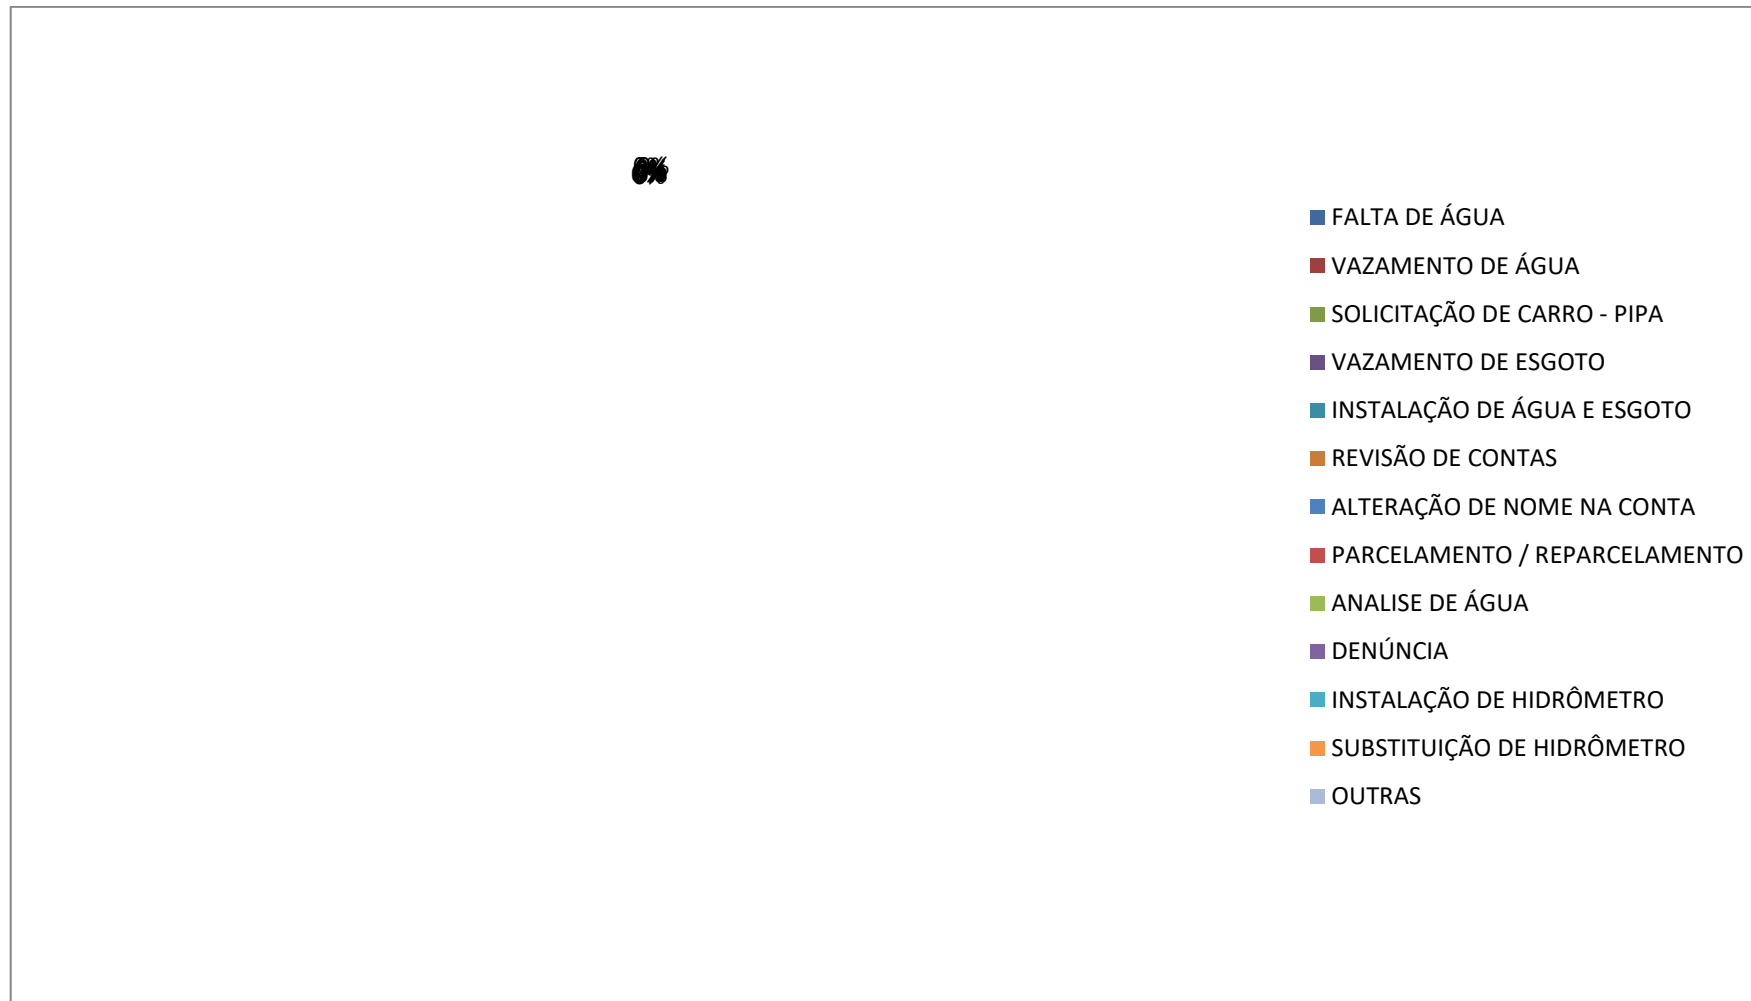 0%
FALTA DE ÁGUA
VAZAMENTO DE ÁGUA
SOLICITAÇÃO DE CARRO - PIPA
VAZAMENTO DE ESGOTO
INSTALAÇÃO DE ÁGUA E ESGOTO
REVISÃO DE CONTAS
ALTERAÇÃO DE NOME NA CONTA
PARCELAMENTO / REPARCELAMENTO
ANALISE DE ÁGUA
DENÚNCIA
INSTALAÇÃO DE HIDRÔMETRO
SUBSTITUIÇÃO DE HIDRÔMETRO
OUTRAS